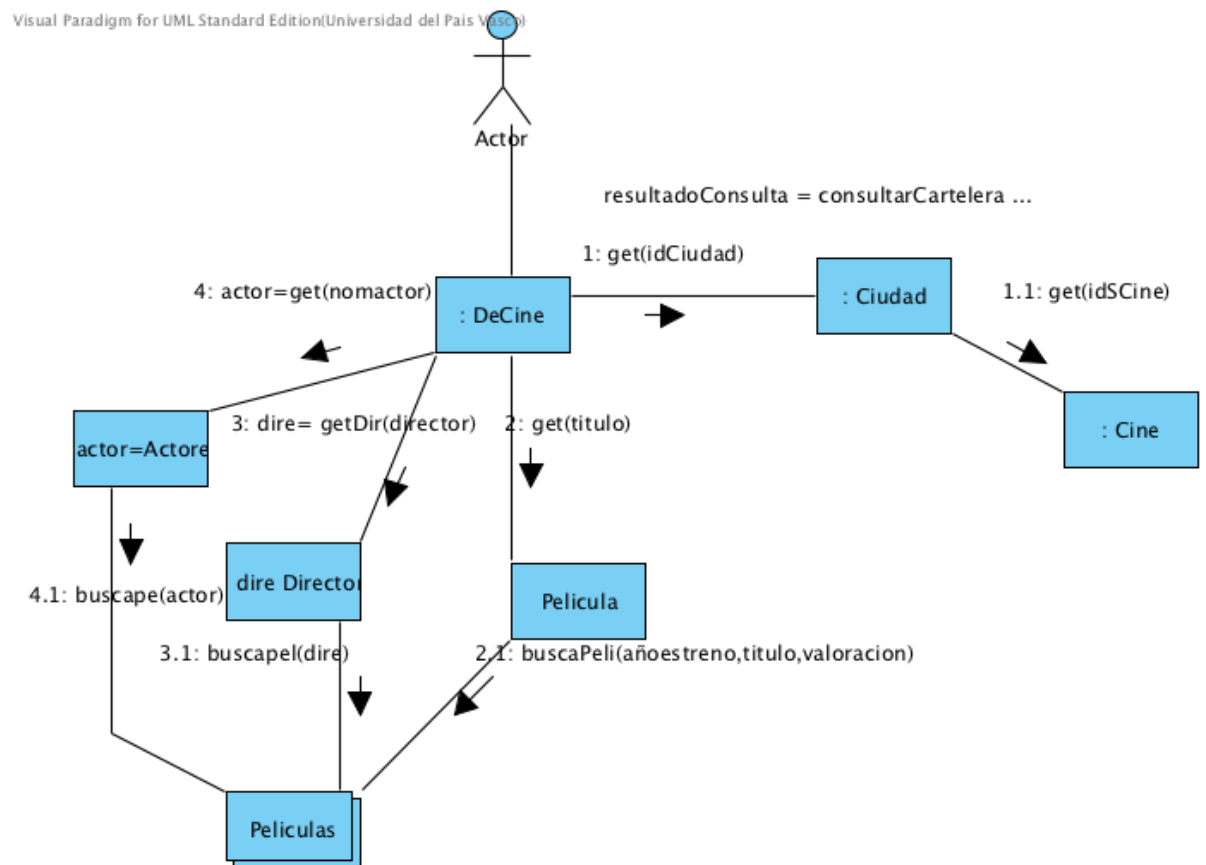 Visual Paradigm for UML Standard Edition(Universidad del Pais Vasco)
Actor
resultadoConsulta = consultarCartelera ...
1: get(idCiudad)
4: actor=get(nomactor)
: DeCine
: Ciudad
1.1: get(idSCine)
3: dire= getDir(director)
2: get(titulo)
actor=Actore
: Cine
dire Director
4.1: buscape(actor)
Pelicula
3.1: buscapel(dire)
2.1: buscaPeli(añoestreno,titulo,valoracion)
Peliculas